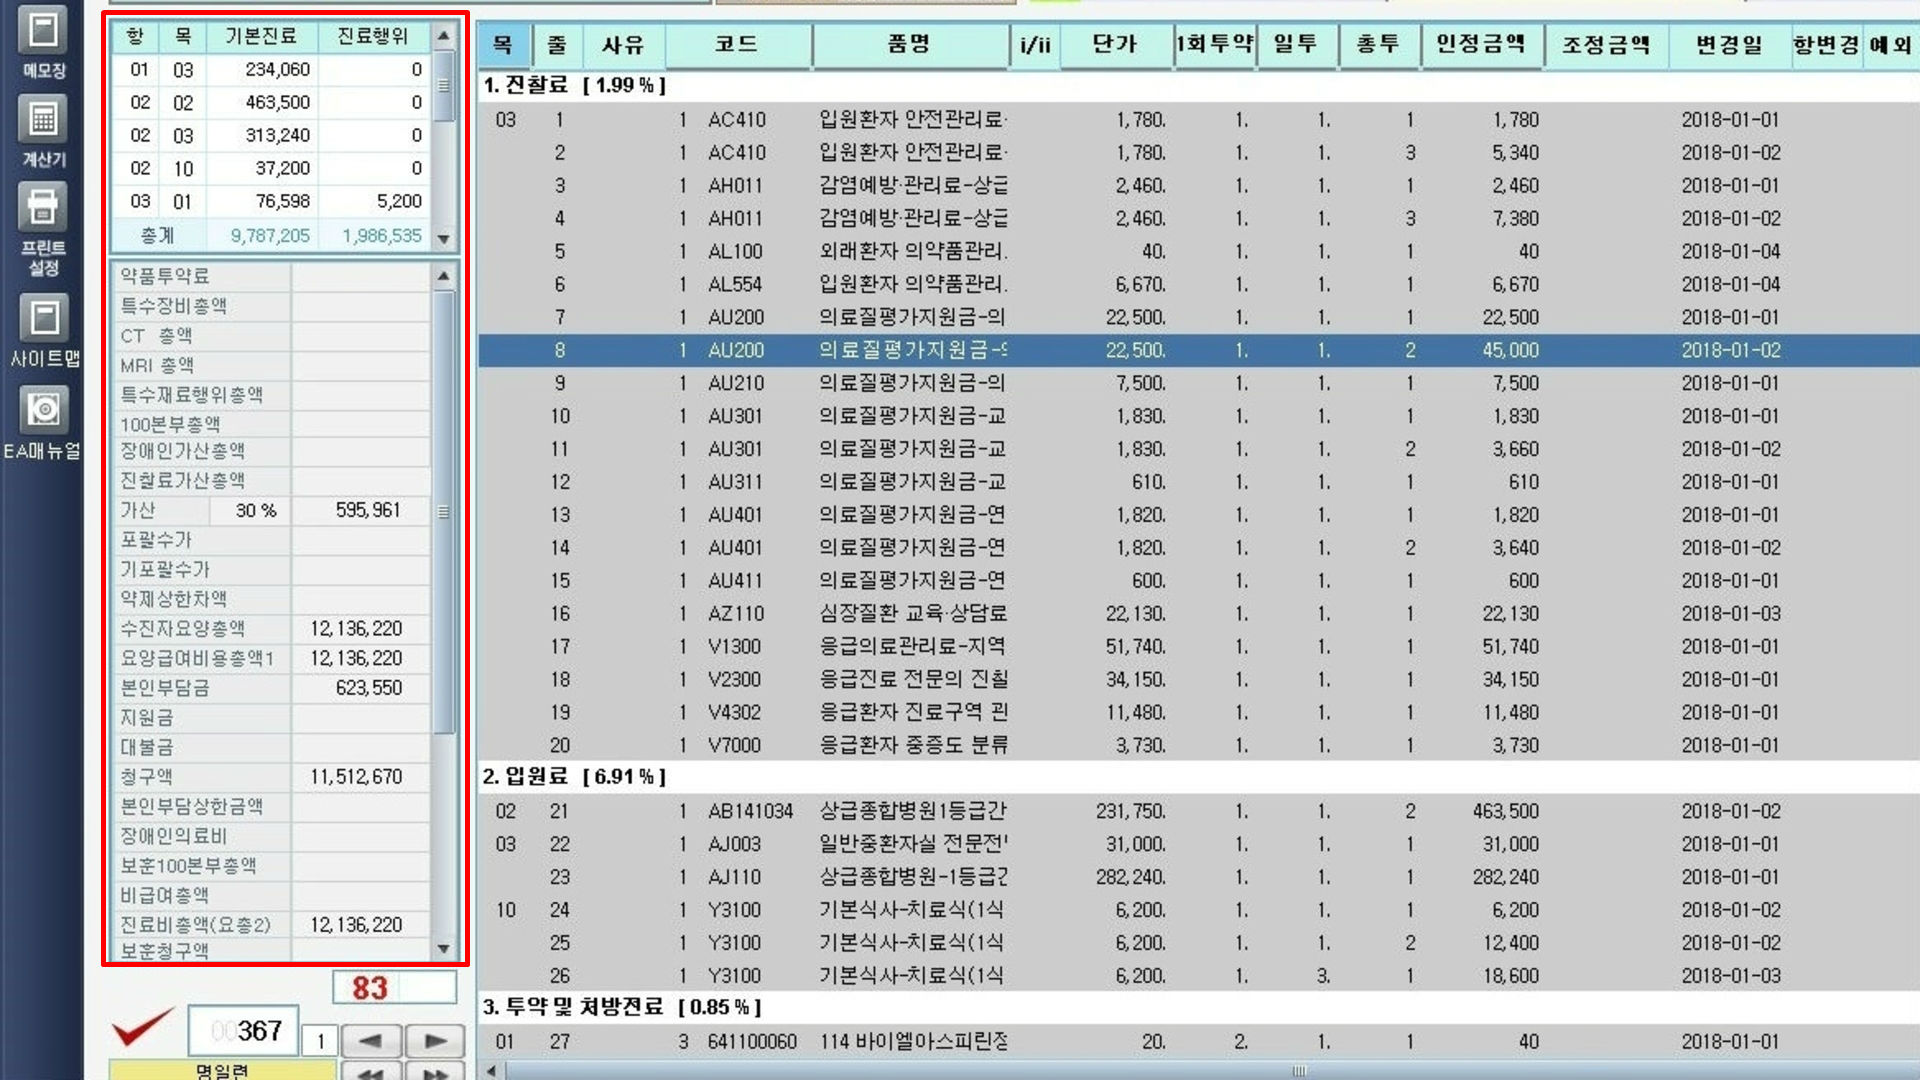 메모장
계산기
프린트
설정
사이트맵
EA매뉴얼
항 목 기본진료 진료행위
01 03 234,060 0
02 02 463,500 0
02 03 313,240 0
02 10 37,200 0
03 01 76,598 5,200
총계 9,787,205 1,986,535
약품투약료
특수장비총액
CT 총액
MRI 총액
특수재료행위총액
100본부총액
장애인가산총액
진찰료가산총액
가산 30 % 595,961
포괄수가
기포괄수가
약제상한차액
수진자요양총액 12,136,220
요양급여비용총액1 12,136,220
본인부담금 623,550
지원금
대불금
청구액 11,512,670
본인부담상한금액
장애인의료비
보훈100본부총액
비급여총액
진료비총액(요총2) 12,136,220
보훈청구액
83
00367 1
명일련
목 줄 사유 코드 품명 i/ii 단가 1회투약 일투 총투 인정금액 조정금액 변경일 항변경 예외
1. 진찰료 [ 1.99 % ]
03 1 1 AC410 입원환자 안전관리료- 1,780. 1. 1. 1 1,780 2018-01-01
2 1 AC410 입원환자 안전관리료- 1,780. 1. 1. 3 5,340 2018-01-02
3 1 AH011 감염예방·관리료-상급 2,460. 1. 1. 1 2,460 2018-01-01
4 1 AH011 감염예방·관리료-상급 2,460. 1. 1. 3 7,380 2018-01-02
5 1 AL100 외래환자 의약품관리. 40. 1. 1. 1 40 2018-01-04
6 1 AL554 입원환자 의약품관리. 6,670. 1. 1. 1 6,670 2018-01-04
7 1 AU200 의료질평가지원금-의 22,500. 1. 1. 1 22,500 2018-01-01
8 1 AU200 의료질평가지원금-의 22,500. 1. 1. 2 45,000 2018-01-02
9 1 AU210 의료질평가지원금-의 7,500. 1. 1. 1 7,500 2018-01-01
10 1 AU301 의료질평가지원금-교 1,830. 1. 1. 1 1,830 2018-01-01
11 1 AU301 의료질평가지원금-교 1,830. 1. 1. 2 3,660 2018-01-02
12 1 AU311 의료질평가지원금-교 610. 1. 1. 1 610 2018-01-01
13 1 AU401 의료질평가지원금-연 1,820. 1. 1. 1 1,820 2018-01-01
14 1 AU401 의료질평가지원금-연 1,820. 1. 1. 2 3,640 2018-01-02
15 1 AU411 의료질평가지원금-연 600. 1. 1. 1 600 2018-01-01
16 1 AZ110 심장질환 교육·상담료 22,130. 1. 1. 1 22,130 2018-01-03
17 1 V1300 응급의료관리료-지역 51,740. 1. 1. 1 51,740 2018-01-01
18 1 V2300 응급진료 전문의 진찰 34,150. 1. 1. 1 34,150 2018-01-01
19 1 V4302 응급환자 진료구역 관 11,480. 1. 1. 1 11,480 2018-01-01
20 1 V7000 응급환자 중증도 분류 3,730. 1. 1. 1 3,730 2018-01-01
2. 입원료 [ 6.91 % ]
02 21 1 AB141034 상급종합병원1등급간 231,750. 1. 1. 2 463,500 2018-01-02
03 22 1 AJ003 일반중환자실 전문전 31,000. 1. 1. 1 31,000 2018-01-01
23 1 AJ110 상급종합병원-1등급간 282,240. 1. 1. 1 282,240 2018-01-01
10 24 1 Y3100 기본식사-치료식(1식 6,200. 1. 1. 1 6,200 2018-01-02
25 1 Y3100 기본식사-치료식(1식 6,200. 1. 1. 2 12,400 2018-01-02
26 1 Y3100 기본식사-치료식(1식 6,200. 1. 3. 1 18,600 2018-01-03
3. 투약 및 처방전료 [ 0.85 % ]
01 27 3 641100060 114 바이엘아스피린정 20. 2. 1. 1 40 2018-01-01